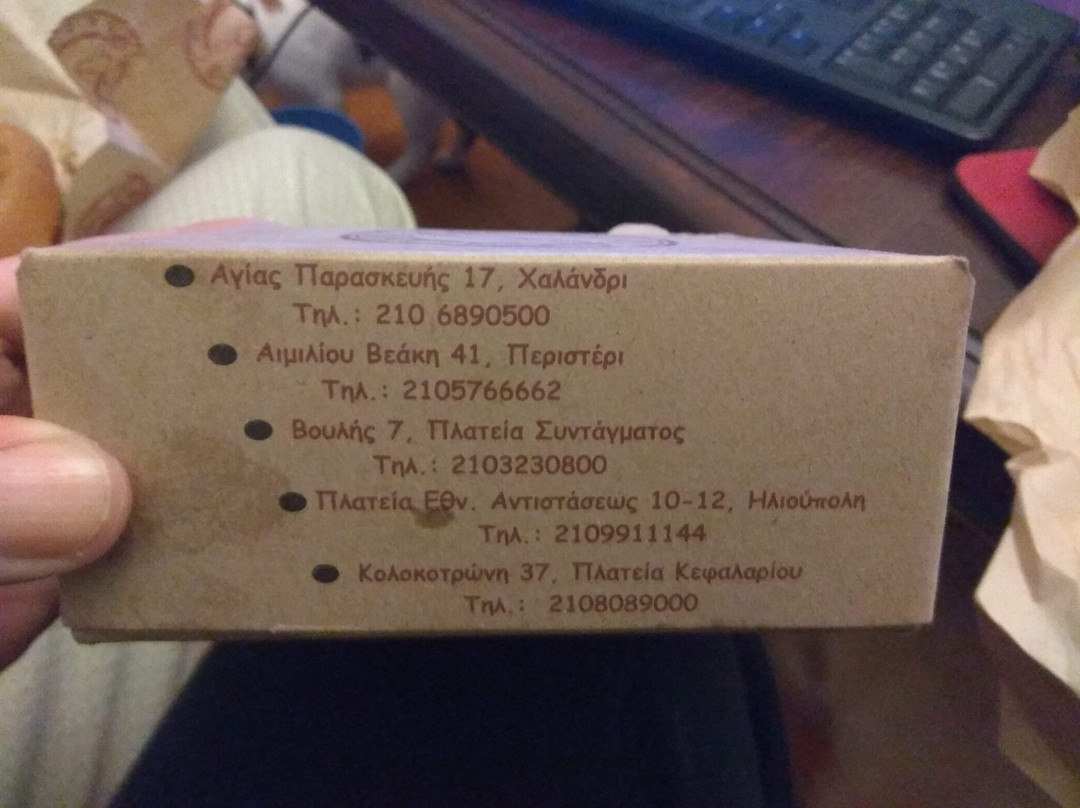 Αγίας Παρασκευής 17, Χαλάνδρι
Τηλ.: 210 6890500
Αιμιλίου Βεάκη 41, Περιστέρι
Τηλ.: 2105766662
Βουλής 7, Πλατεία Συντάγματος
Τηλ.: 2103230800
Πλατεία Εθν. Αντιστάσεως 10-12, Ηλιούπολη
Τηλ.: 2109911144
Κολοκοτρώνη 37, Πλατεία Κεφαλαρίου
Τηλ.: 2108089000